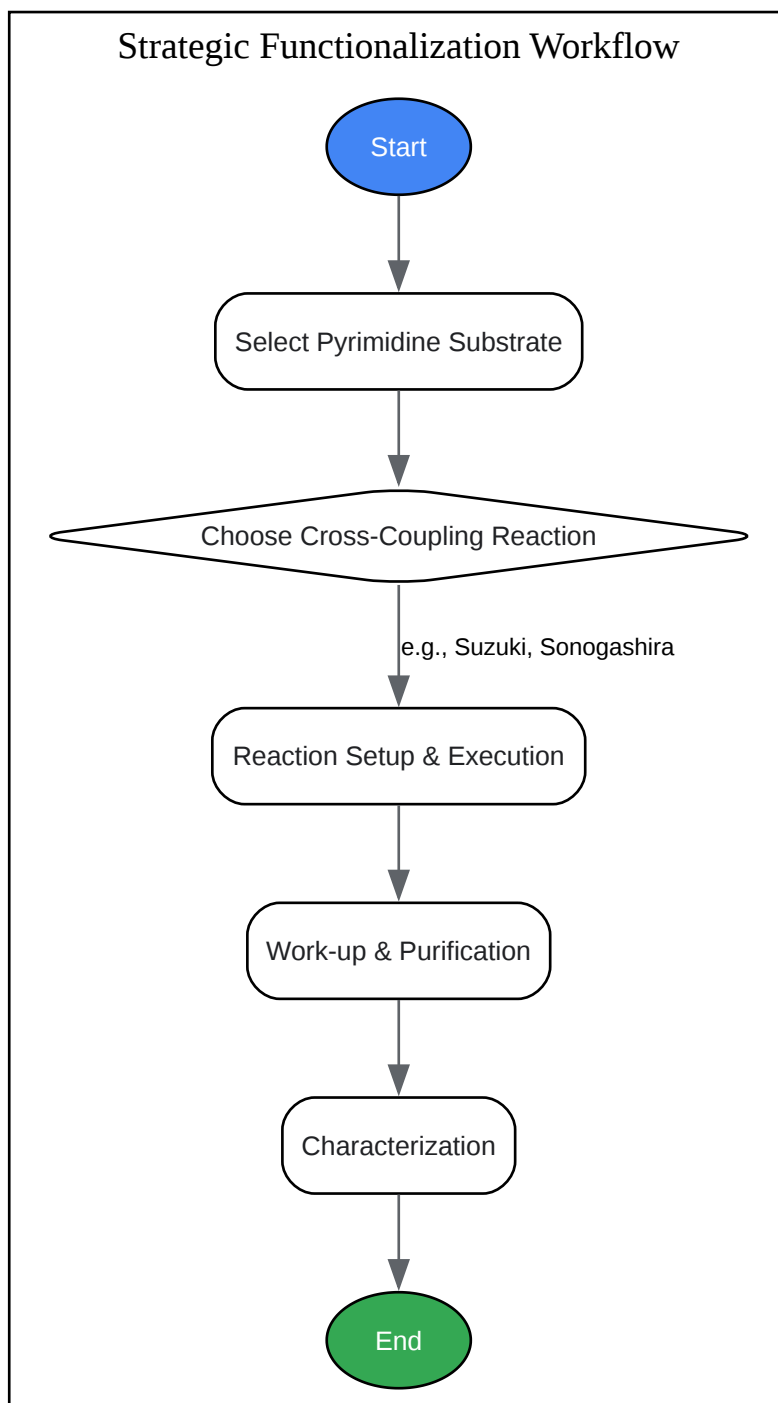 Strategic Functionalization Workflow
Start
Select Pyrimidine Substrate
Choose Cross-Coupling Reaction
e.g., Suzuki, Sonogashira
Reaction Setup & Execution
Work-up & Purification
Characterization
End